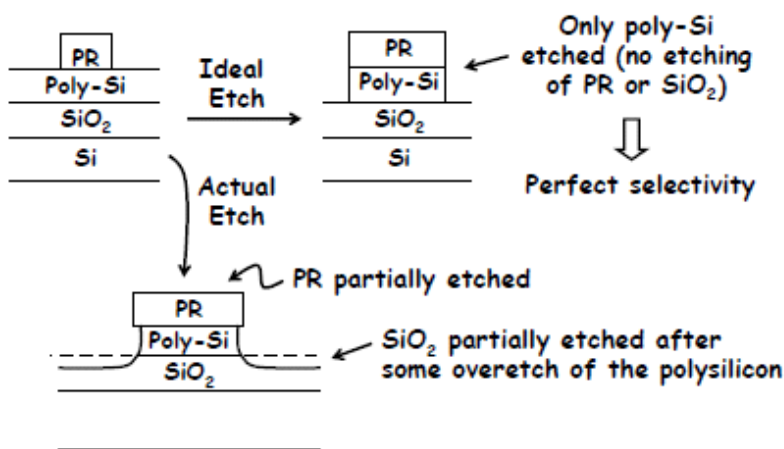 PR
Poly-Si
SiO₂
Si
Ideal
Etch
PR
Poly-Si
SiO₂
Si
Only poly-Si
etched (no etching
of PR or SiO₂)
Perfect selectivity
Actual
Etch
PR partially etched
PR
Poly-Si
SiO₂
SiO₂ partially etched after
some overetch of the polysilicon